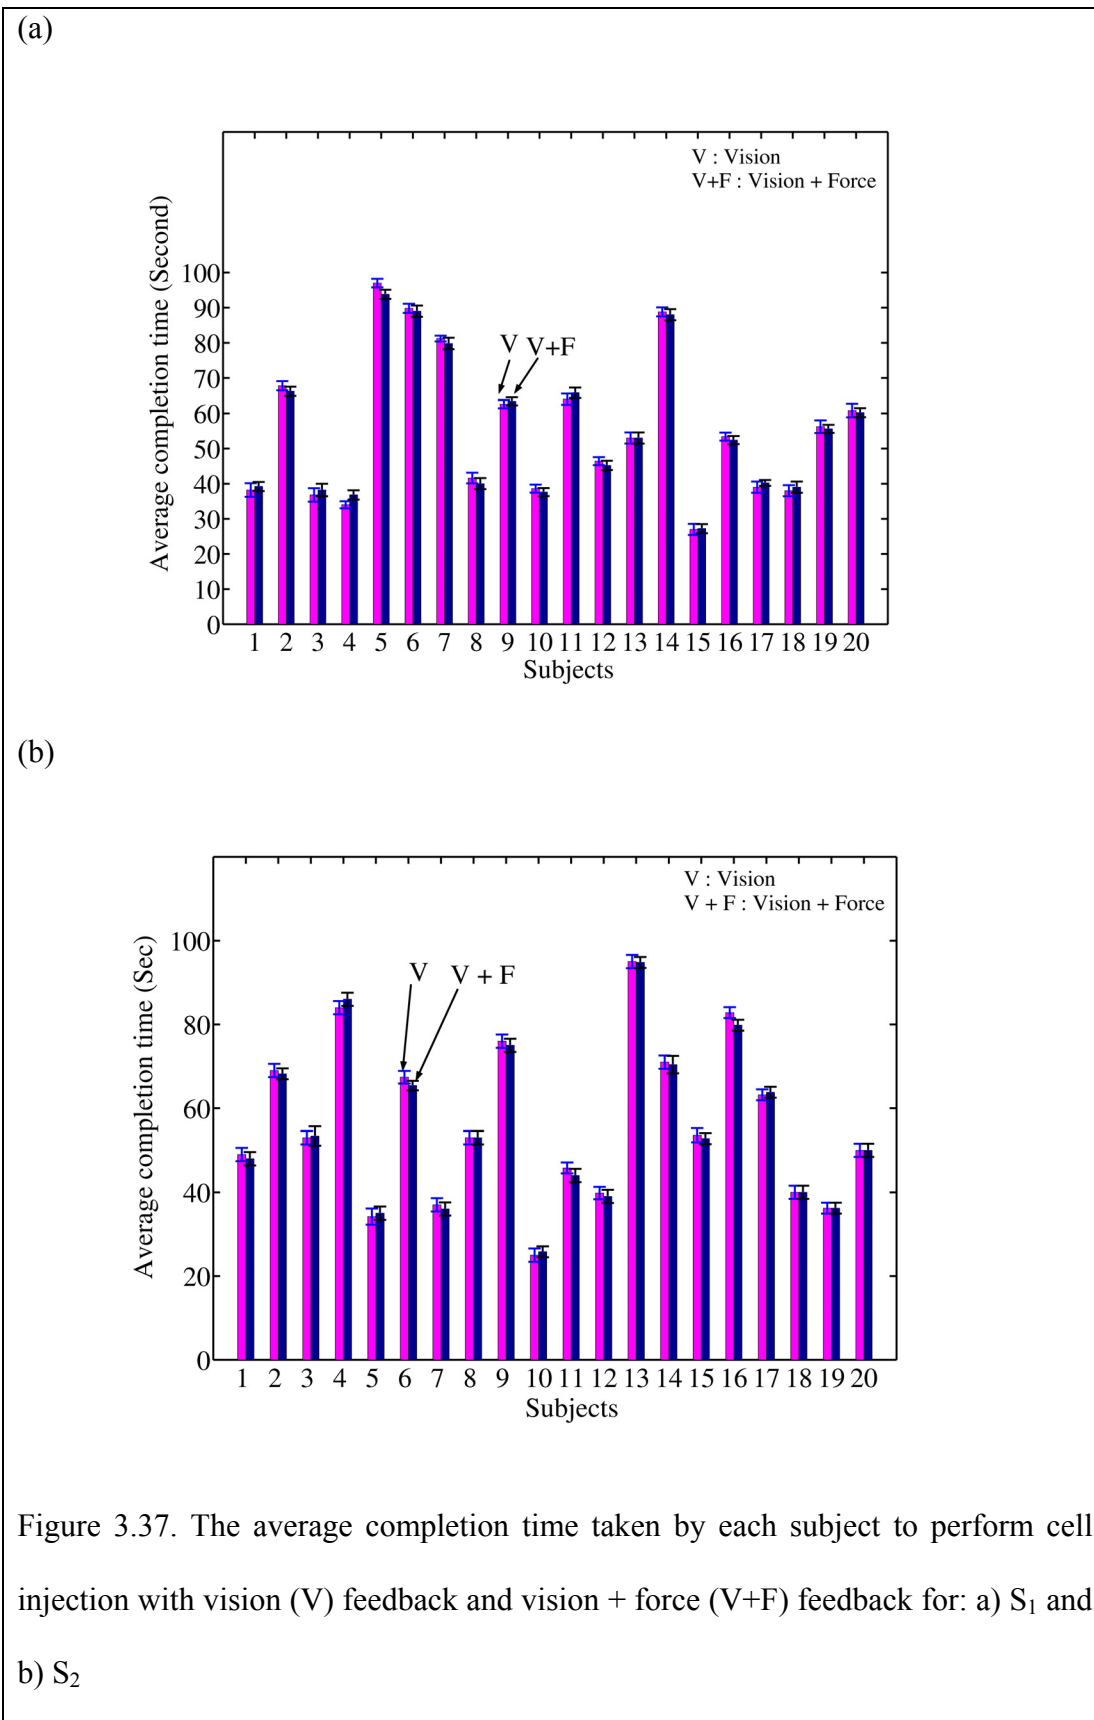 (a)
V : Vision
V+F : Vision + Force
Average completion time (Second)
100
90
80
70
60
50
40
30
20
10
0
V V+F
1 2 3 4 5 6 7 8 9 10 11 12 13 14 15 16 17 18 19 20
Subjects
(b)
V : Vision
V + F : Vision + Force
Average completion time (Sec)
100
80
60
40
20
0
V V + F
1 2 3 4 5 6 7 8 9 10 11 12 13 14 15 16 17 18 19 20
Subjects
Figure 3.37. The average completion time taken by each subject to perform cell
injection with vision (V) feedback and vision + force (V+F) feedback for: a) S₁ and
b) S₂